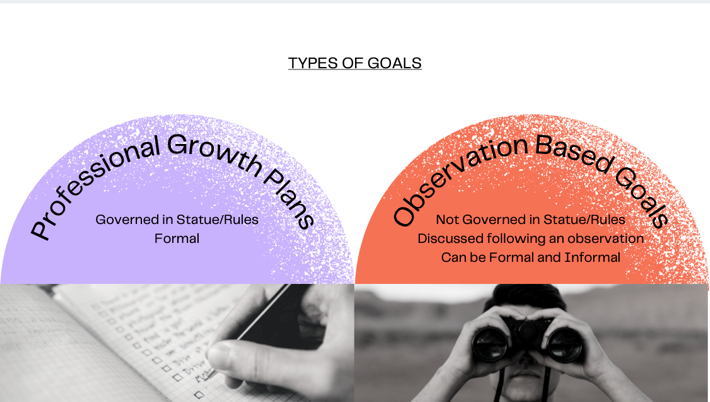 TYPES OF GOALS
Professional Growth Plans
Governed in Statue/Rules
Formal
Observation Based Goals
Not Governed in Statue/Rules
Discussed following an observation
Can be Formal and Informal